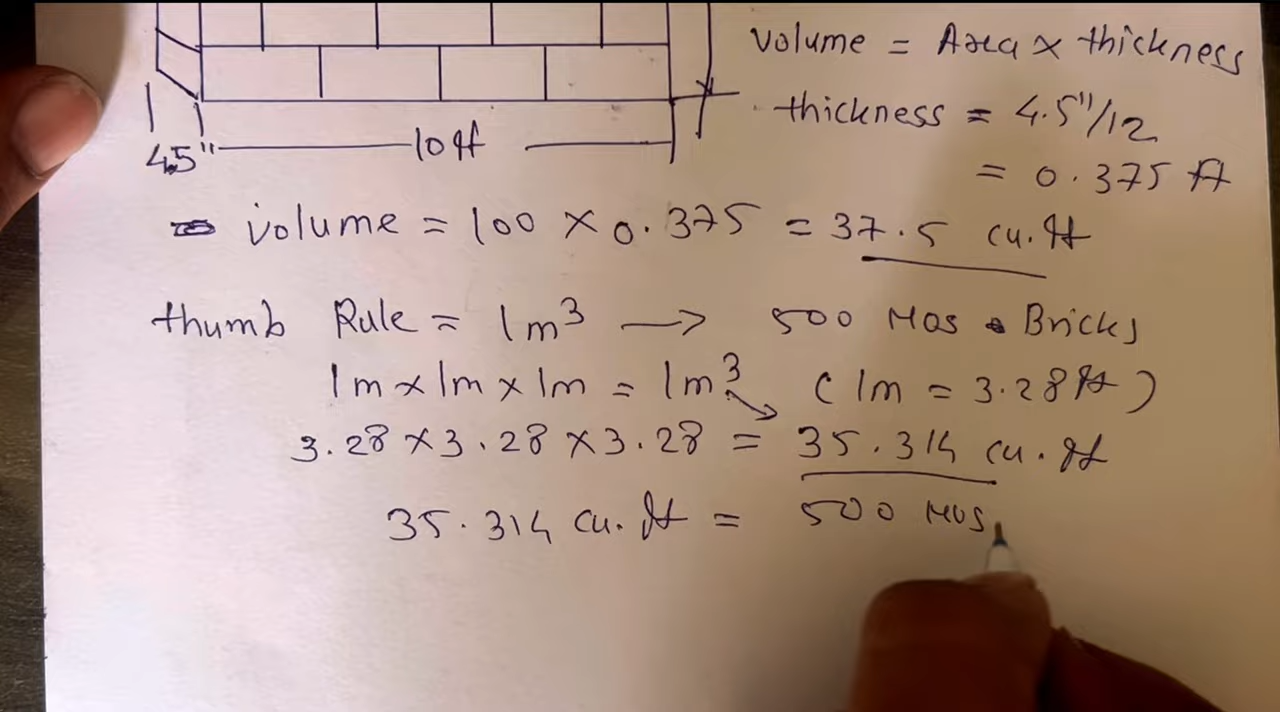 volume = Area x thickness
thickness = 4.5"/12
= 0.375 ft
4.5" 10 ft
volume = 100 x 0.375 = 37.5 cu.ft
thumb Rule = 1m³ → 500 Nos Bricks
1m x 1m x 1m = 1m³ (1m = 3.28ft)
3.28 x 3.28 x 3.28 = 35.314 cu.ft
35.314 cu.ft = 500 Nos